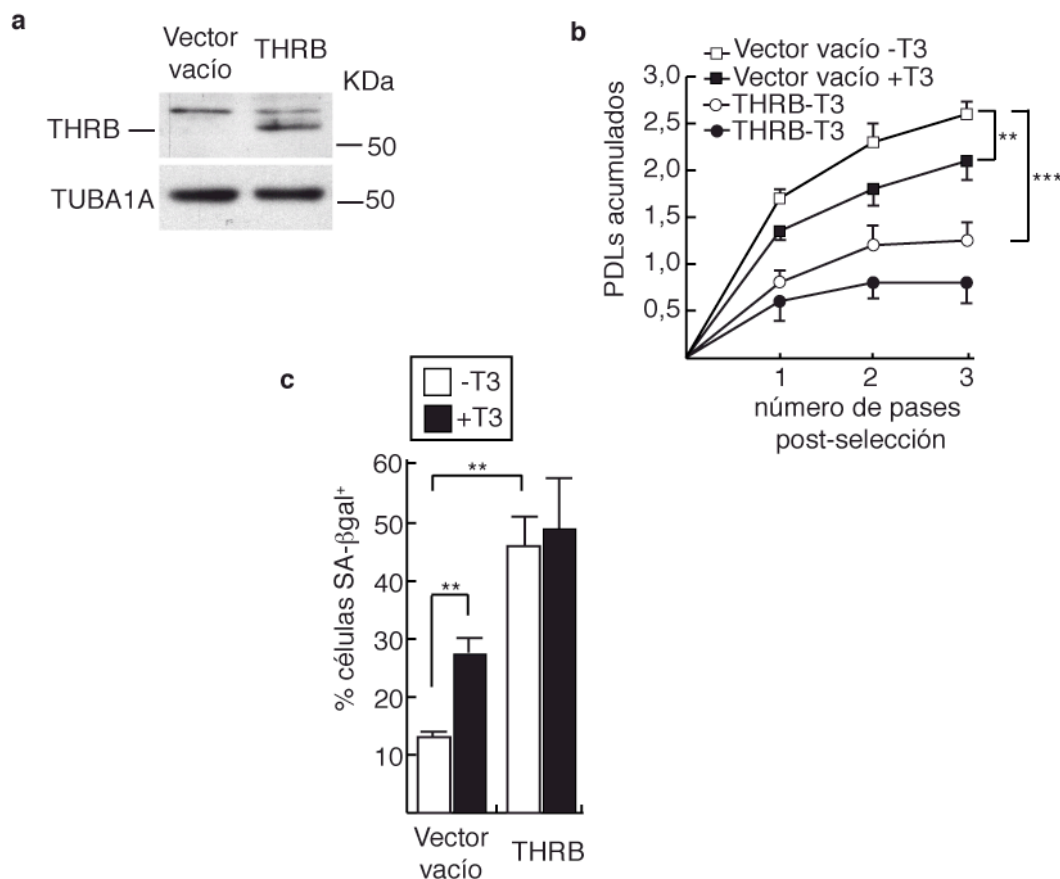 a
Vector
vacío
THRB
KDa
THRB
50
TUBA1A
50
b
Vector vacío -T3
Vector vacío +T3
THRB-T3
THRB-T3
3,0
2,5
2,0
1,5
1,0
0,5
PDLs acumulados
**
***
1 2 3
número de pases
post-selección
c
-T3
+T3
60
50
40
30
20
10
% células SA-βgal⁺
**
**
Vector
vacío
THRB